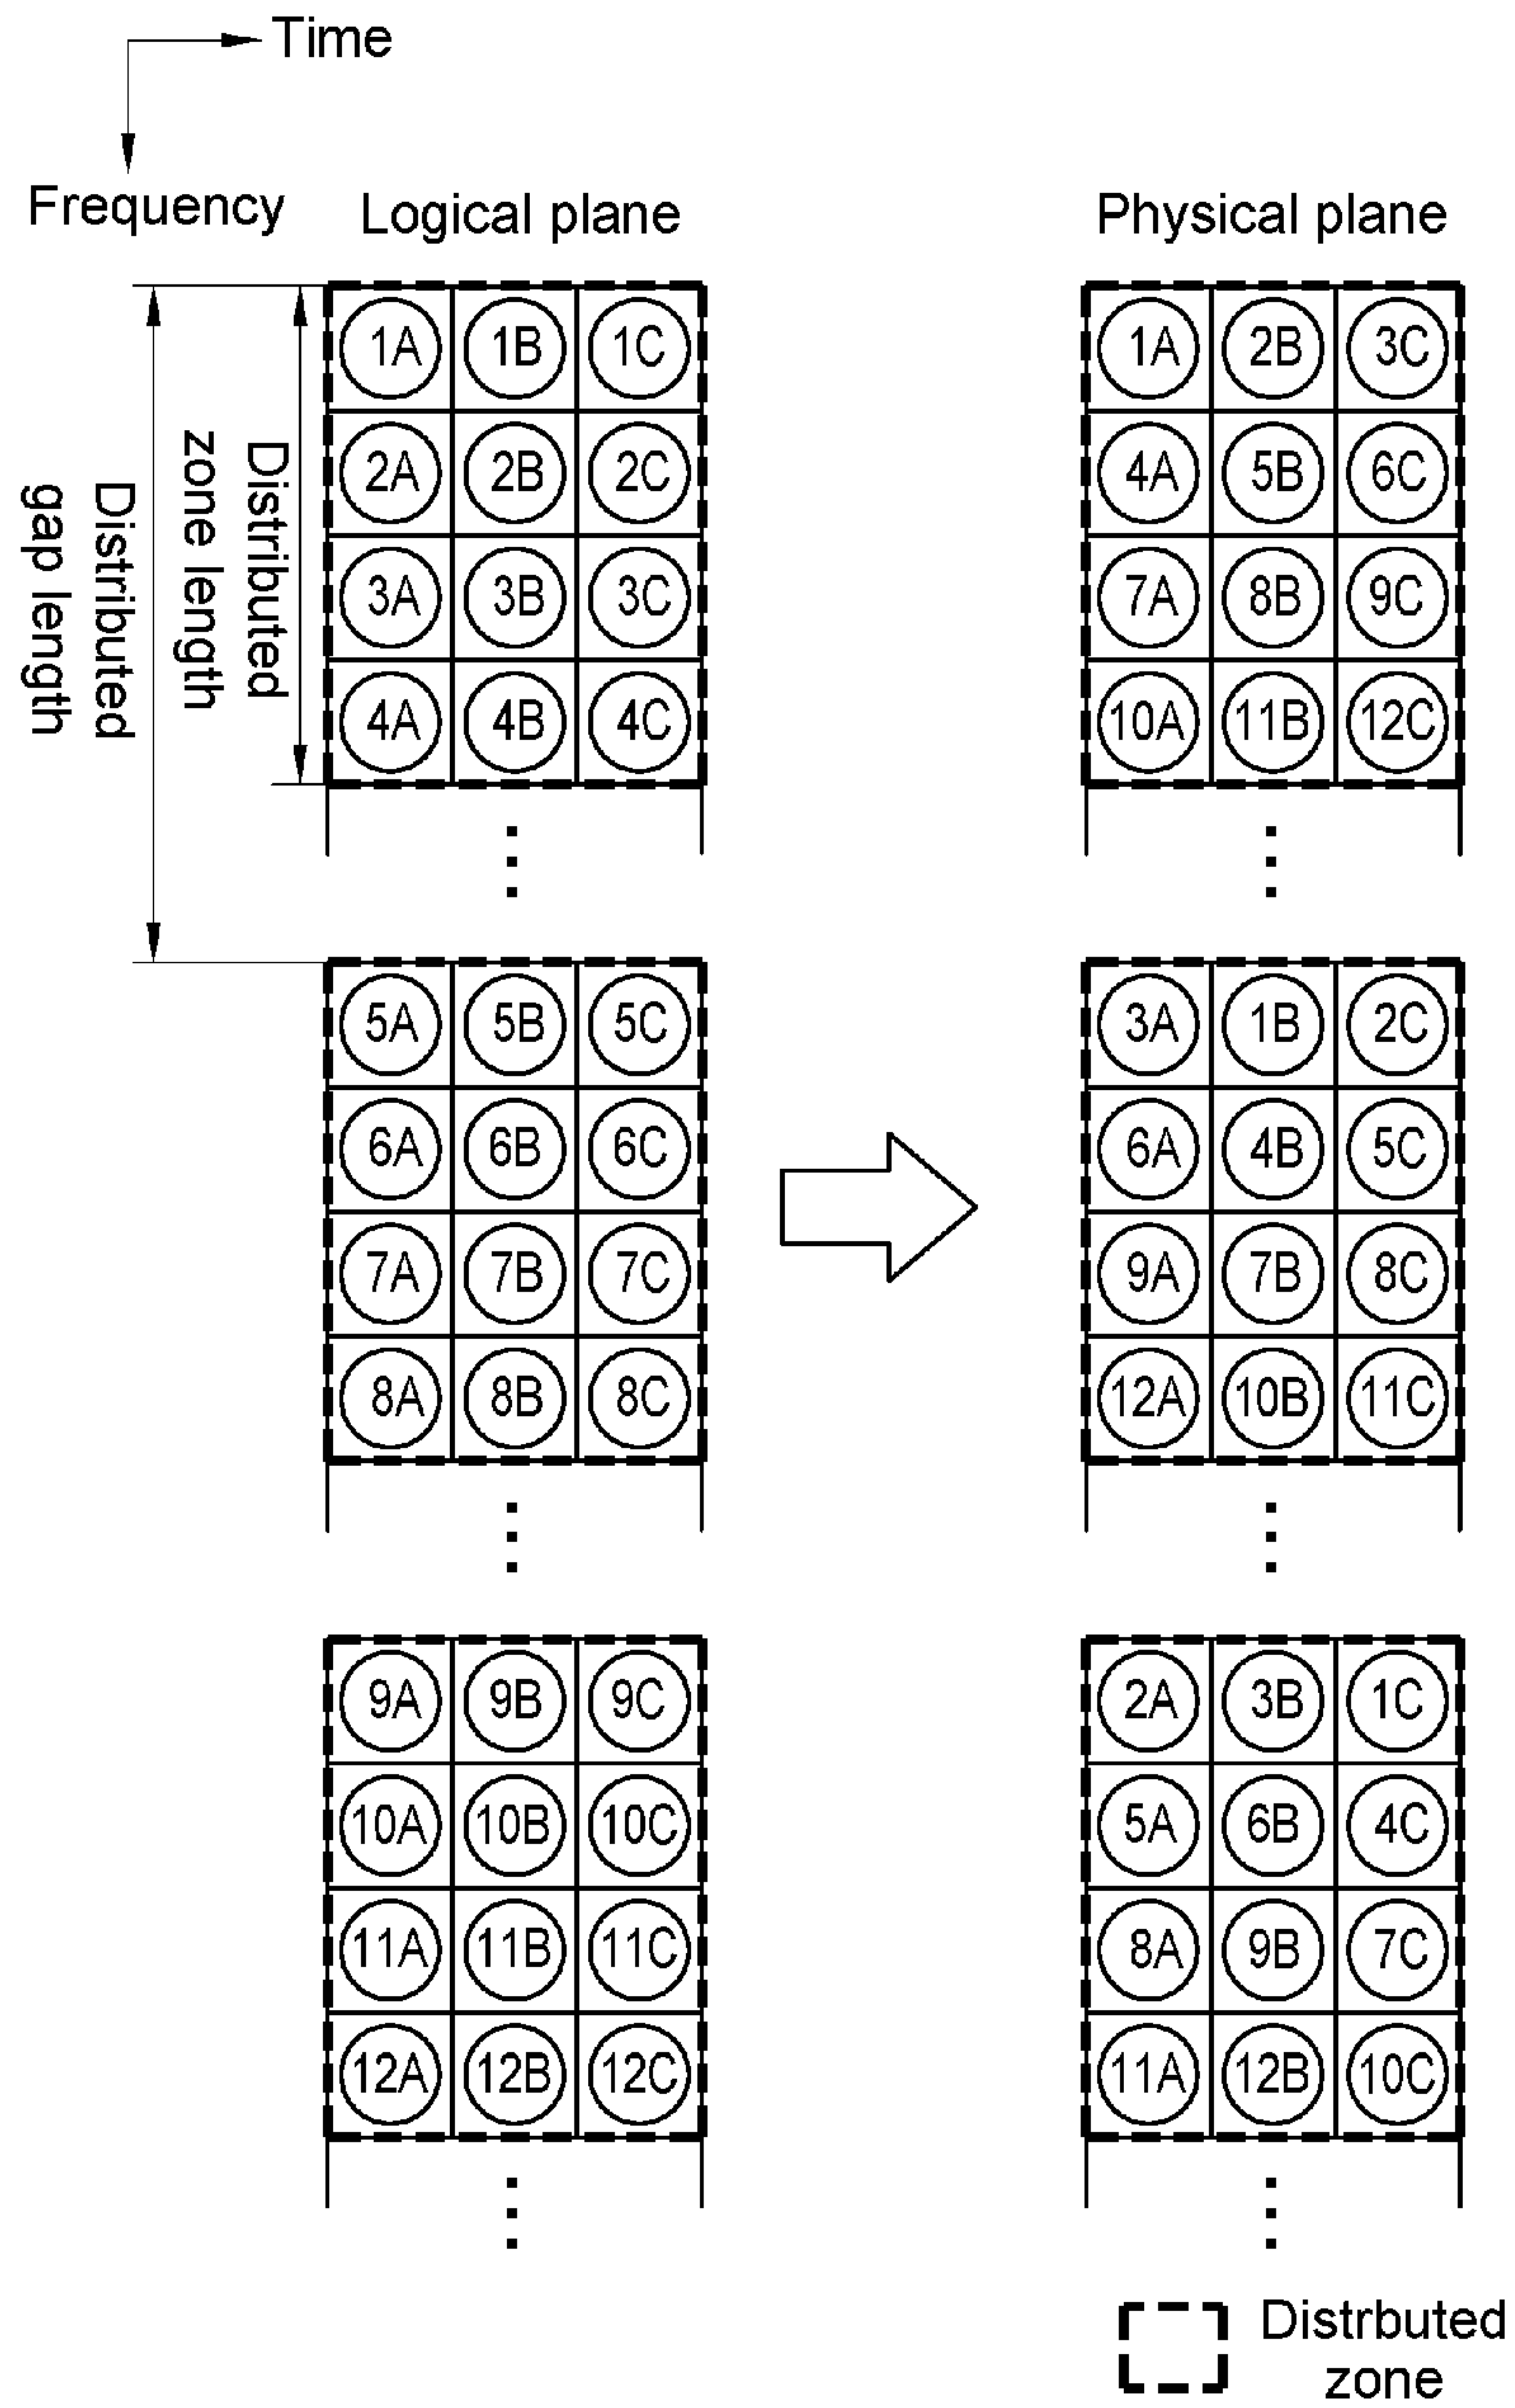 Time
Frequency
Logical plane
Physical plane
Distributed
gap length
Distributed
zone length
1A 1B 1C
2A 2B 2C
3A 3B 3C
4A 4B 4C
5A 5B 5C
6A 6B 6C
7A 7B 7C
8A 8B 8C
9A 9B 9C
10A 10B 10C
11A 11B 11C
12A 12B 12C
1A 2B 3C
4A 5B 6C
7A 8B 9C
10A 11B 12C
3A 1B 2C
6A 4B 5C
9A 7B 8C
12A 10B 11C
2A 3B 1C
5A 6B 4C
8A 9B 7C
11A 12B 10C
Distrbuted
zone